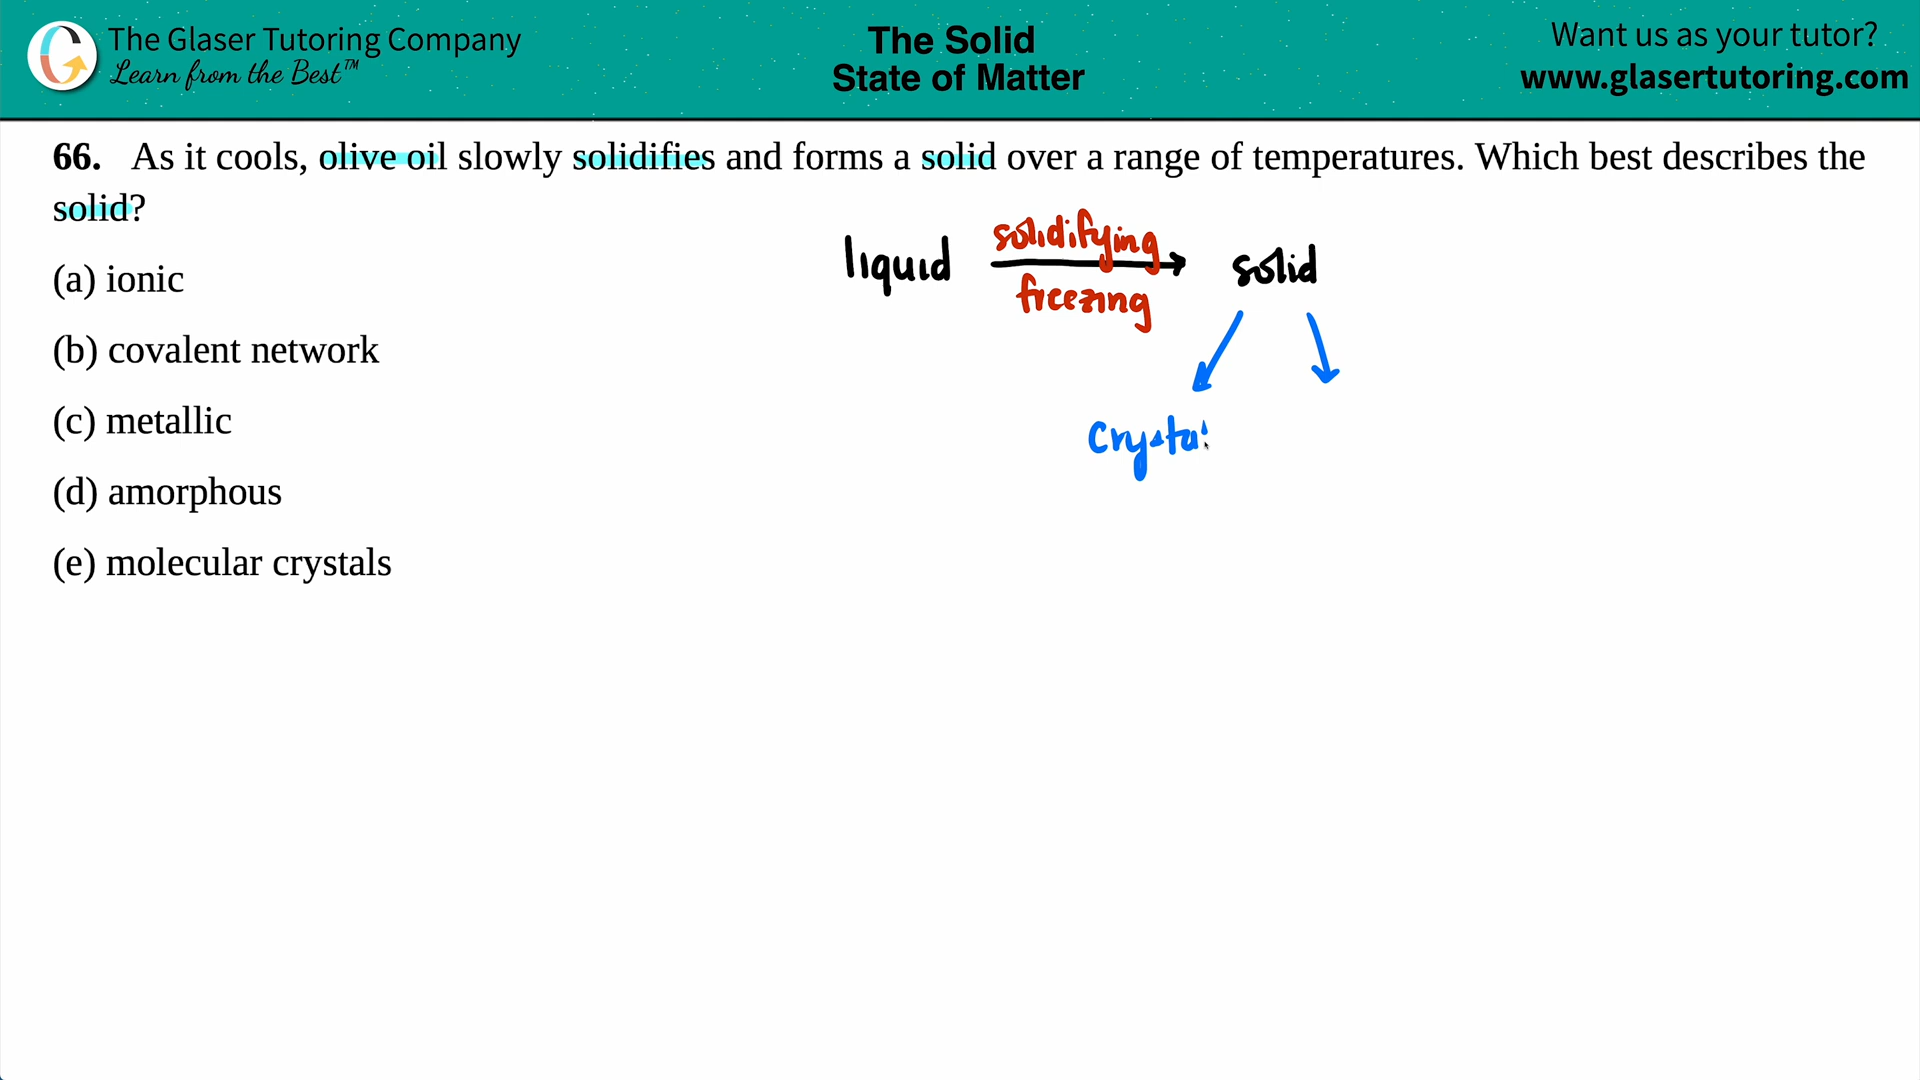 The Glaser Tutoring Company
Learn from the Best™
The Solid
State of Matter
Want us as your tutor?
www.glasertutoring.com
66. As it cools, olive oil slowly solidifies and forms a solid over a range of temperatures. Which best describes the
solid?
(a) ionic
(b) covalent network
(c) metallic
(d) amorphous
(e) molecular crystals
liquid
solidifying
freezing
solid